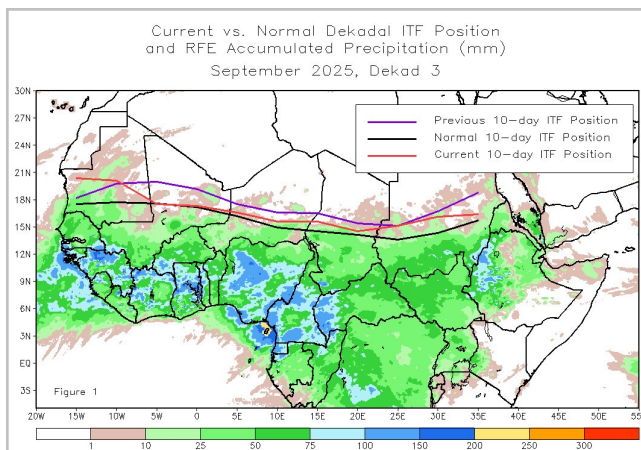 Current vs. Normal Dekadal ITF Position
and RFE Accumulated Precipitation (mm)
September 2025, Dekad 3
30N
27N
24N
21N
18N
15N
12N
9N
6N
3N
EQ
3S
Previous 10-day ITF Position
Normal 10-day ITF Position
Current 10-day ITF Position
Figure 1
20W 15W 10W 5W 0 5E 10E 15E 20E 25E 30E 35E 40E 45E 50E 55E
1 10 25 50 75 100 150 200 250 300